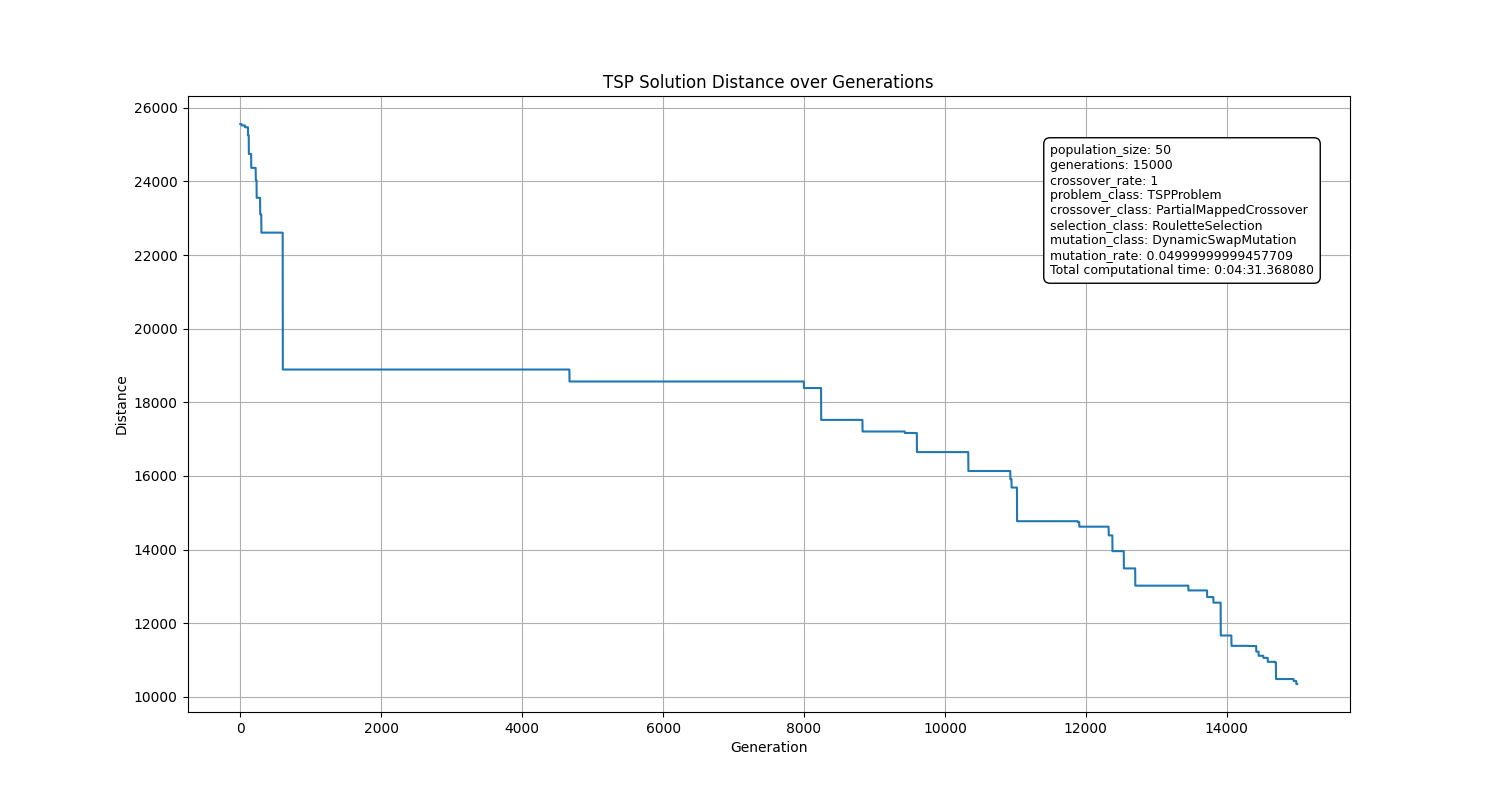 TSP Solution Distance over Generations
26000
24000
22000
20000
18000
16000
14000
12000
10000
Distance
population_size: 50
generations: 15000
crossover_rate: 1
problem_class: TSPProblem
crossover_class: PartialMappedCrossover
selection_class: RouletteSelection
mutation_class: DynamicSwapMutation
mutation_rate: 0.04999999999457709
Total computational time: 0:04:31.368080
0 2000 4000 6000 8000 10000 12000 14000
Generation